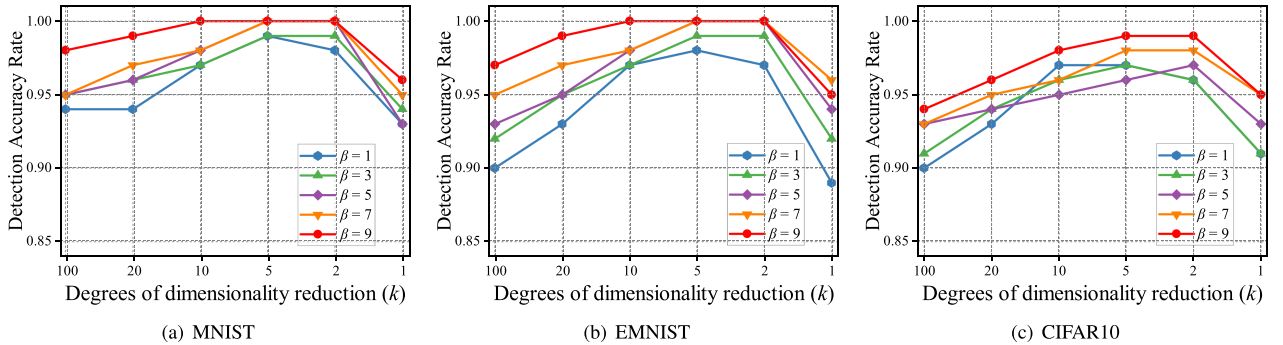 Detection Accuracy Rate
1.00
0.95
0.90
0.85
100
20
10
5
2
1
Degrees of dimensionality reduction (k)
β = 1
β = 3
β = 5
β = 7
β = 9
(a) MNIST
Detection Accuracy Rate
1.00
0.95
0.90
0.85
100
20
10
5
2
1
Degrees of dimensionality reduction (k)
β = 1
β = 3
β = 5
β = 7
β = 9
(b) EMNIST
Detection Accuracy Rate
1.00
0.95
0.90
0.85
100
20
10
5
2
1
Degrees of dimensionality reduction (k)
β = 1
β = 3
β = 5
β = 7
β = 9
(c) CIFAR10